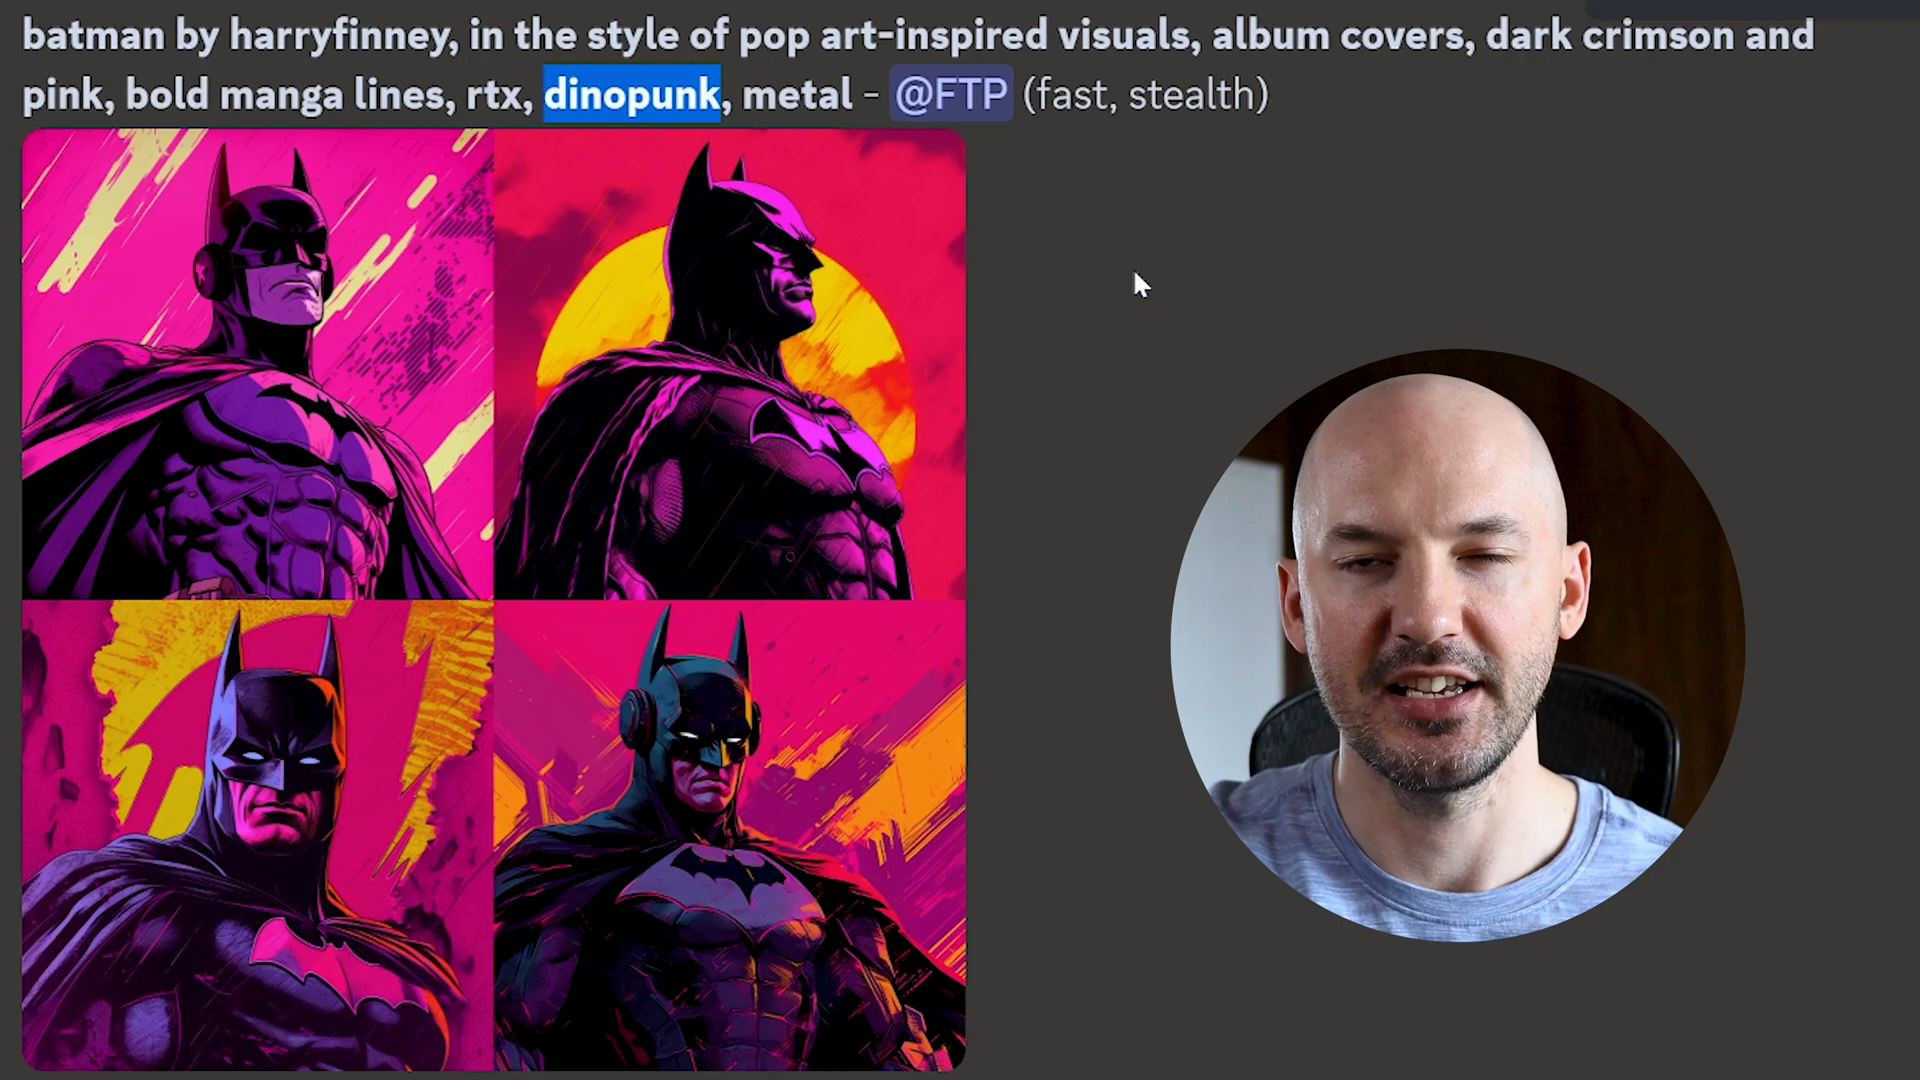 batman by harryfinney, in the style of pop art-inspired visuals, album covers, dark crimson and
pink, bold manga lines, rtx, dinopunk, metal - @FTP (fast, stealth)